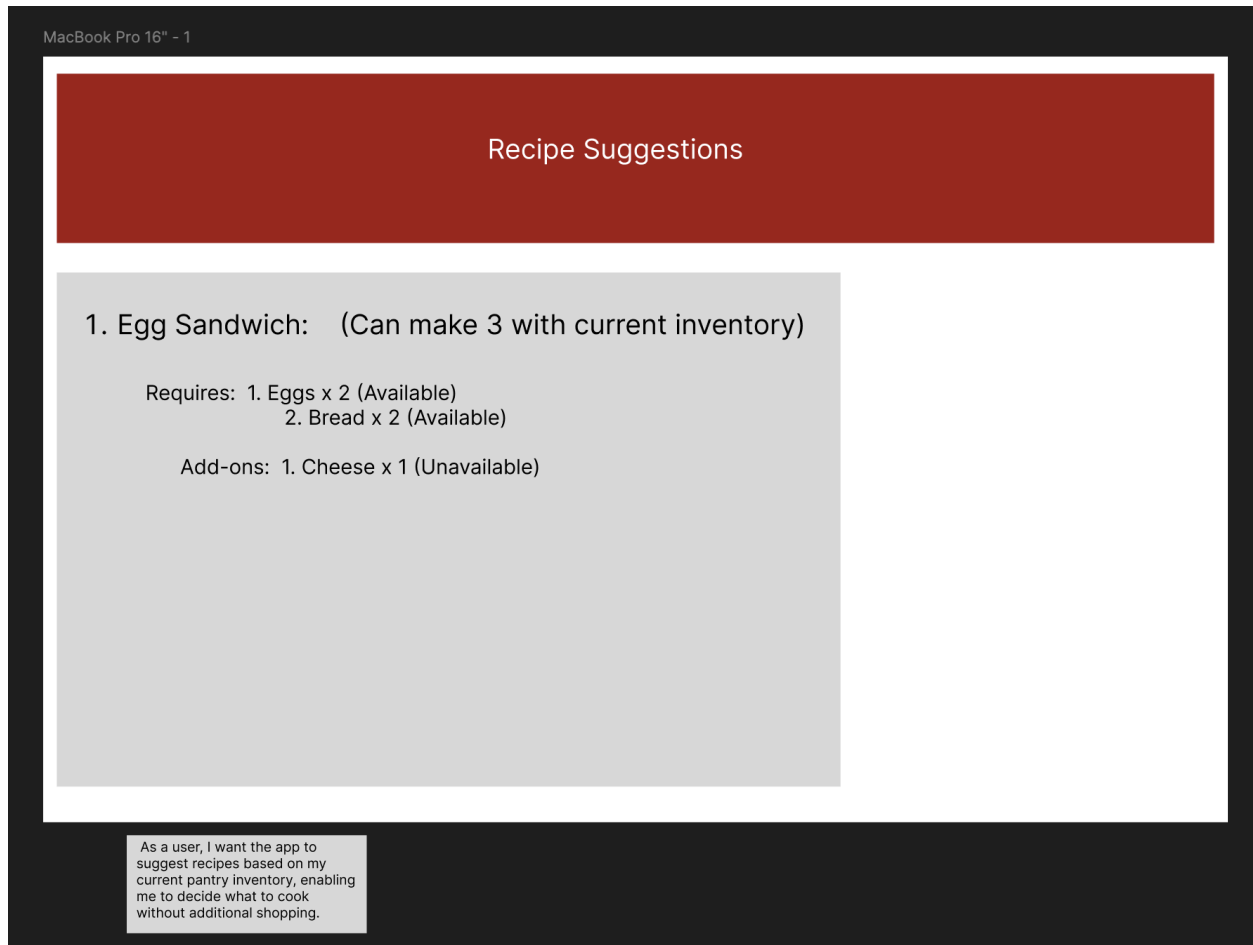 MacBook Pro 16" - 1
Recipe Suggestions
1. Egg Sandwich: (Can make 3 with current inventory)
Requires: 1. Eggs x 2 (Available)
2. Bread x 2 (Available)
Add-ons: 1. Cheese x 1 (Unavailable)
As a user, I want the app to
suggest recipes based on my
current pantry inventory, enabling
me to decide what to cook
without additional shopping.